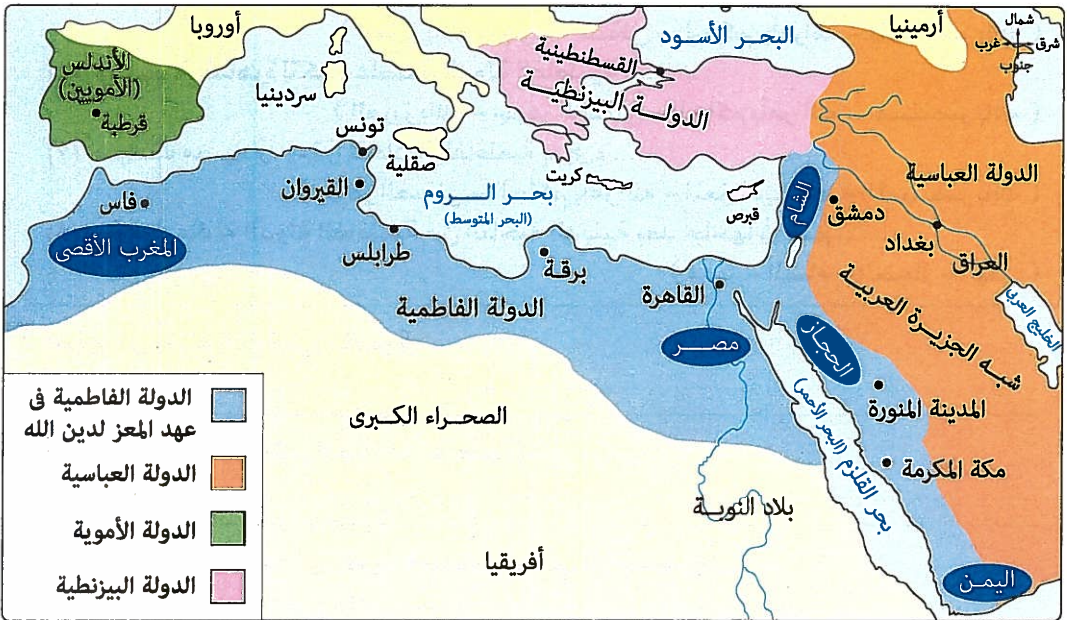 أوروبا
البحر الأسود
أرمينيا
شمال
شرق
غرب
جنوب
الأندلس
(الأمويين)
قرطبة
سردينيا
القسطنطينية
الدولة البيزنطية
تونس
صقلية
كريت
قبرص
القيروان
بحر الروم
(البحر المتوسط)
فاس
المغرب الأقصى
طرابلس
برقة
الشام
دمشق
الدولة العباسية
بغداد
العراق
الخليج العربي
شبه الجزيرة العربية
الدولة الفاطمية
القاهرة
مصر
الحجاز
المدينة المنورة
مكة المكرمة
بحر القلزم (البحر الأحمر)
الصحراء الكبرى
بلاد النوبة
أفريقيا
اليمن
الدولة الفاطمية فى
عهد المعز لدين الله
الدولة العباسية
الدولة الأموية
الدولة البيزنطية